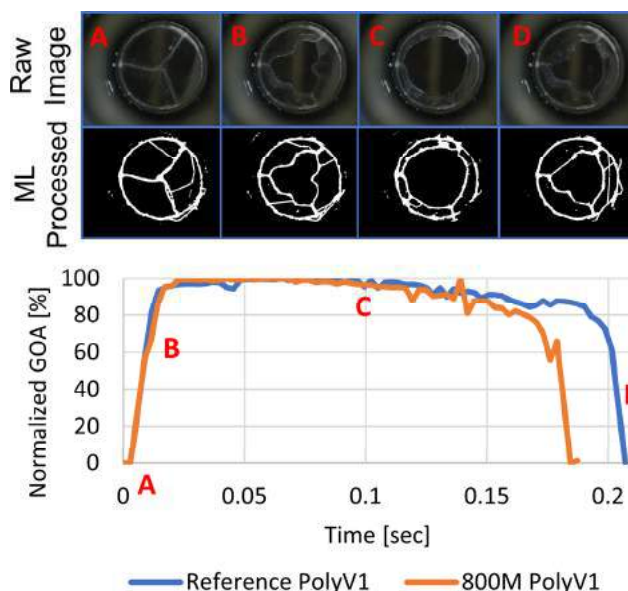 A B C D
Raw
Image
ML
Processed
Normalized GOA [%]
100
80
60
40
20
0
B
C
A
0 0.05 0.1 0.15 0.2
Time [sec]
Reference PolyV1 800M PolyV1